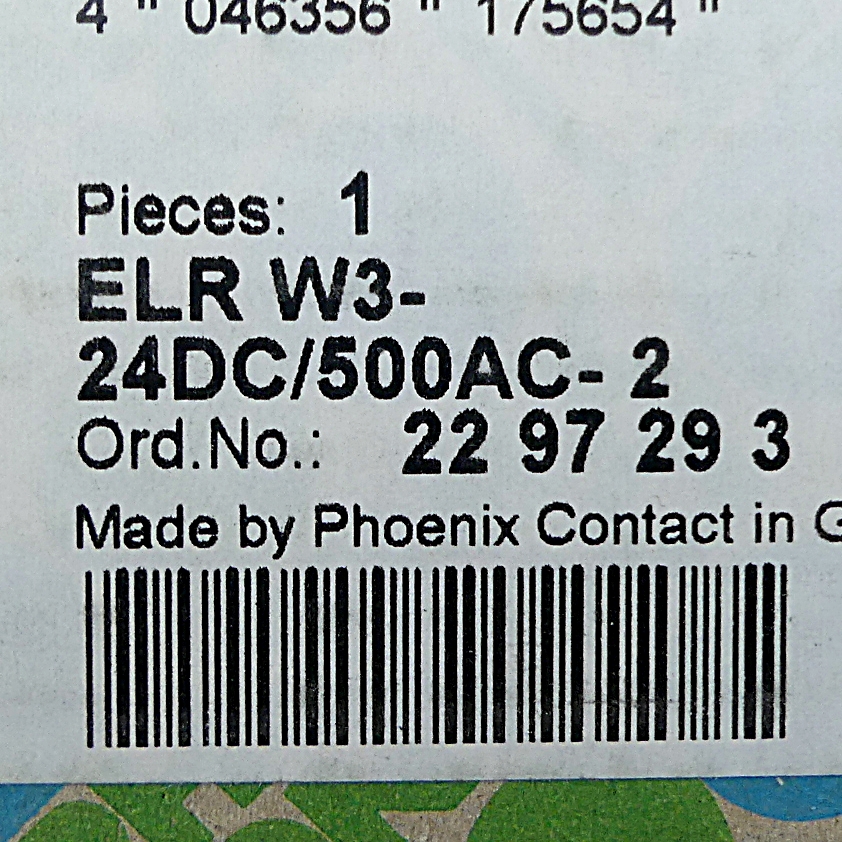 4 " 046356 " 175654 "
Pieces: 1
ELR W3-
24DC/500AC- 2
Ord.No.: 22 97 29 3
Made by Phoenix Contact in G